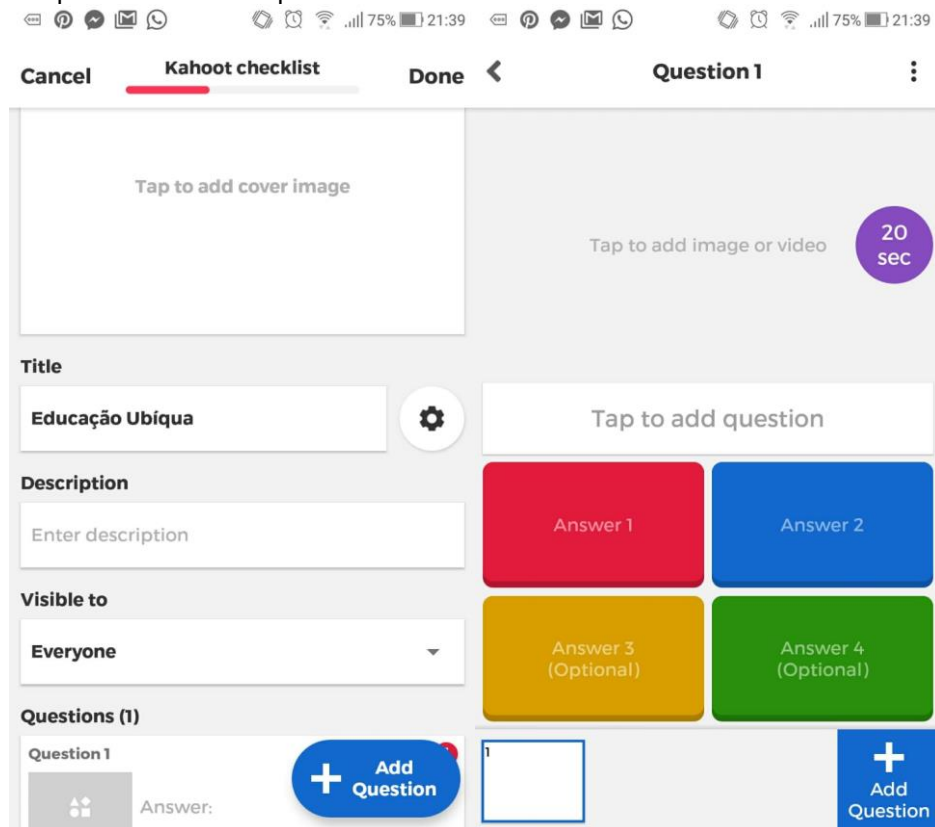 75% 21:39
Cancel Kahoot checklist Done
Tap to add cover image
Title
Educação Ubíqua
Description
Enter description
Visible to
Everyone
Questions (1)
Question 1
Answer:
Add
Question
75% 21:39
Question 1
Tap to add image or video
20
sec
Tap to add question
Answer 1
Answer 2
Answer 3
(Optional)
Answer 4
(Optional)
1
Add
Question